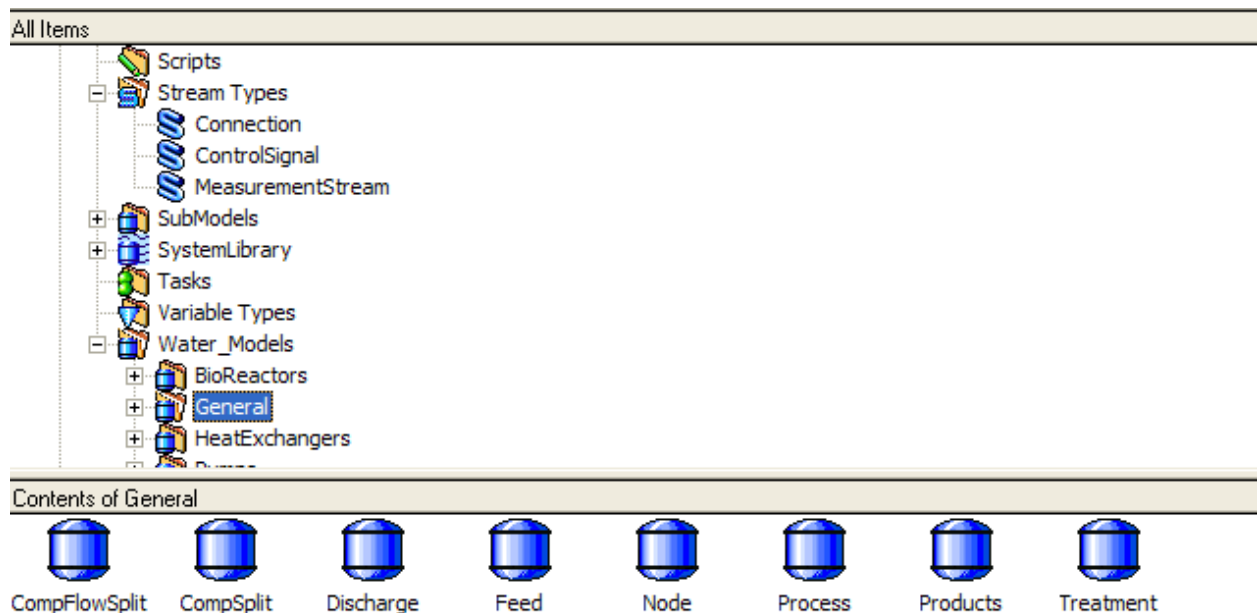 All Items
Scripts
Stream Types
Connection
ControlSignal
MeasurementStream
SubModels
SystemLibrary
Tasks
Variable Types
Water_Models
BioReactors
General
HeatExchangers
Contents of General
CompFlowSplit CompSplit Discharge Feed Node Process Products Treatment